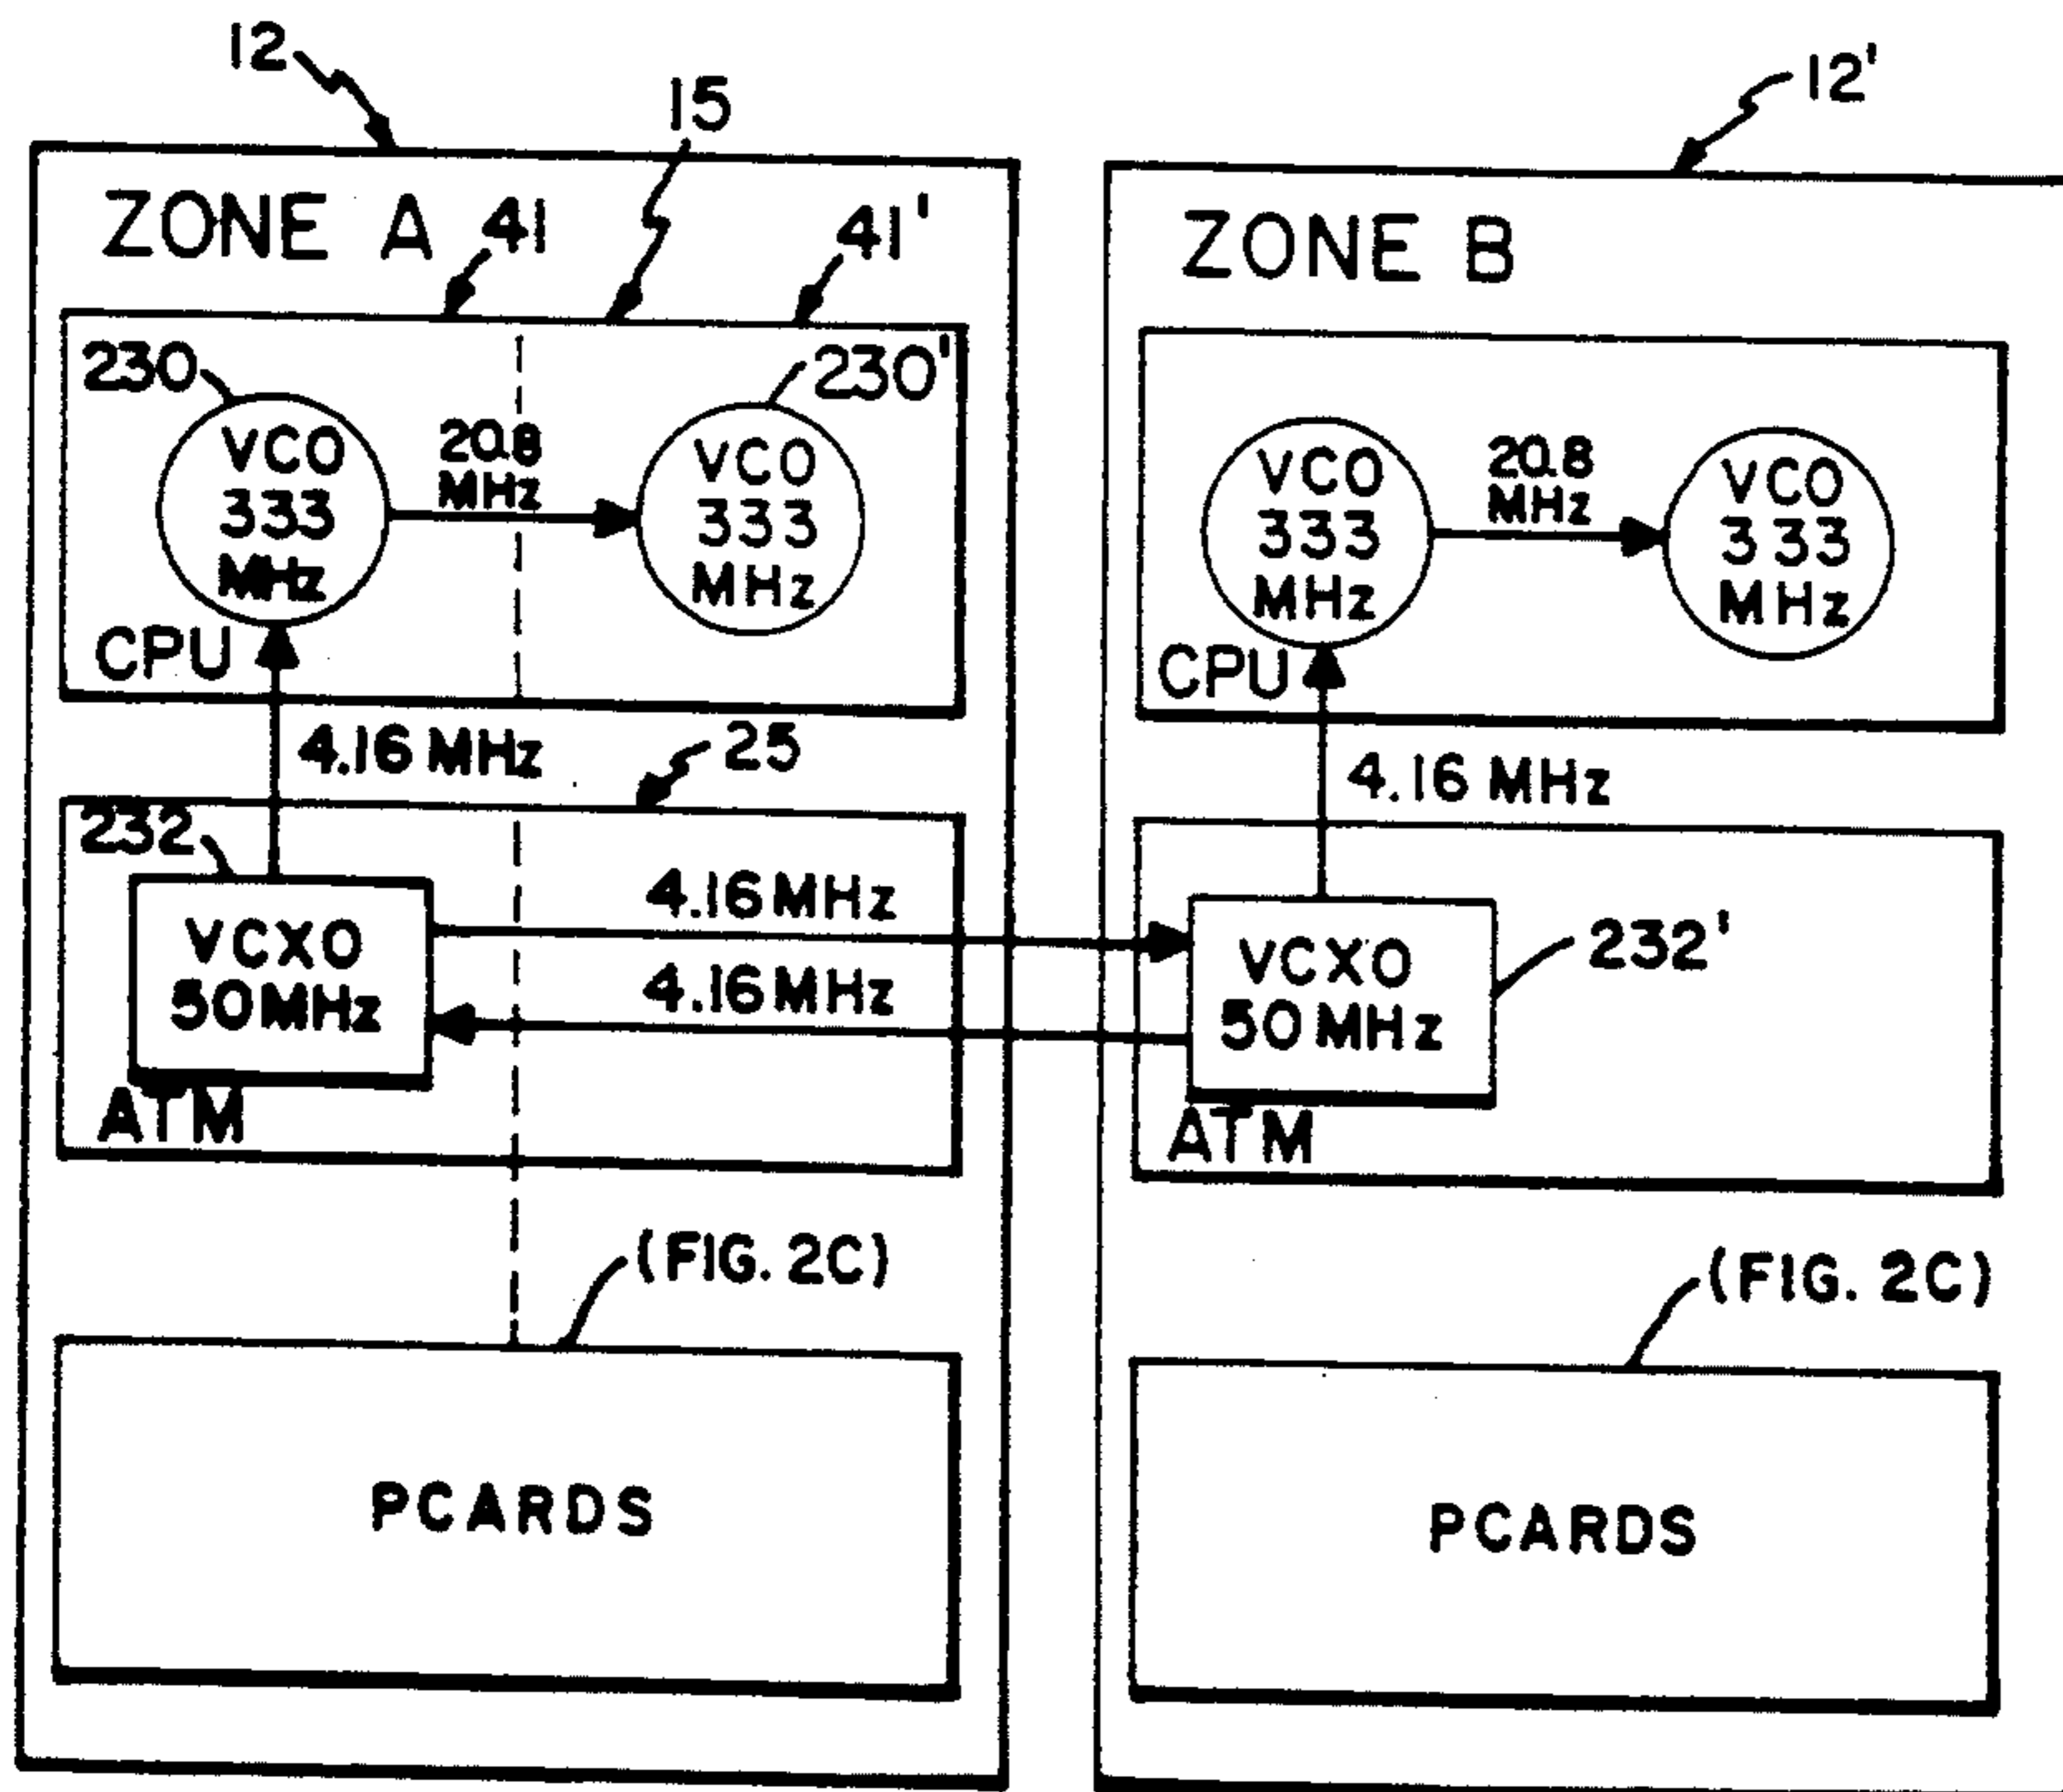 12
15
12'
ZONE A
41
41'
ZONE B
230
230'
VCO
333
MHz
20.8
MHz
VCO
333
MHz
VCO
333
MHz
20.8
MHz
VCO
333
MHz
CPU
CPU
4.16 MHz
25
4.16 MHz
232
VCXO
50MHz
4.16MHz
4.16MHz
VCXO
50MHz
232'
ATM
ATM
(FIG. 2C)
(FIG. 2C)
PCARDS
PCARDS